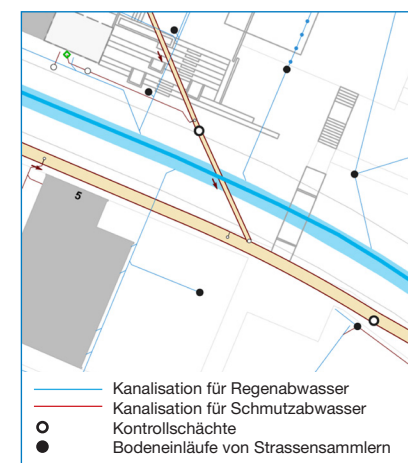 5
Kanalisation für Regenabwasser
Kanalisation für Schmutzabwasser
Kontrollschächte
Bodeneinläufe von Strassensammlern